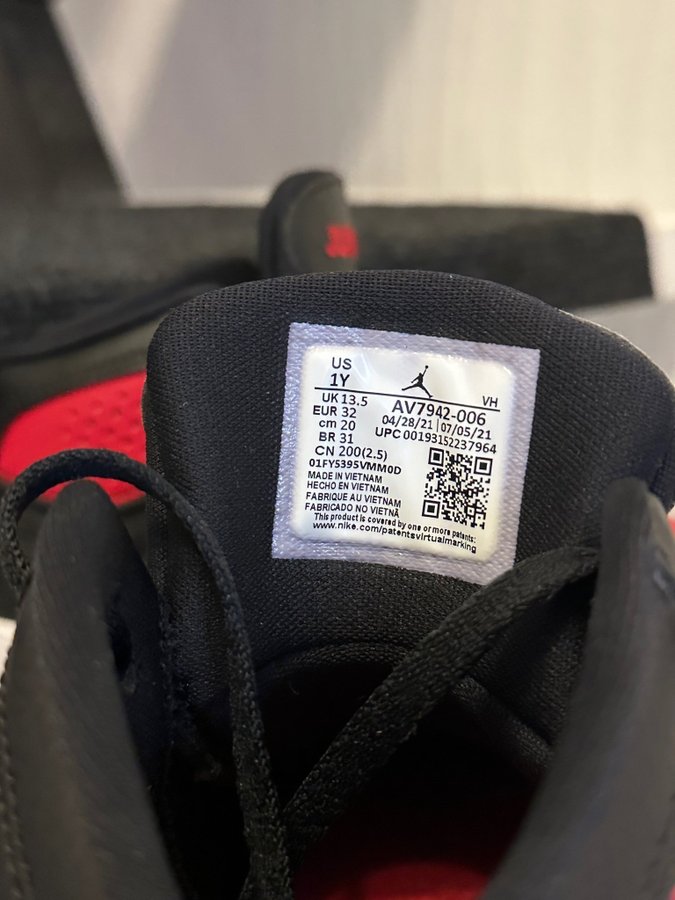 US
1Y
VH
UK 13.5
EUR 32
cm 20
BR 31
CN 200(2.5)
AV7942-006
04/28/21 | 07/05/21
UPC 00193152237964
01FY5395VMM0D
MADE IN VIETNAM
HECHO EN VIETNAM
FABRIQUE AU VIETNAM
FABRICADO NO VIETNÃ
This product is covered by one or more patents:
www.nike.com/patentsvirtualmarking